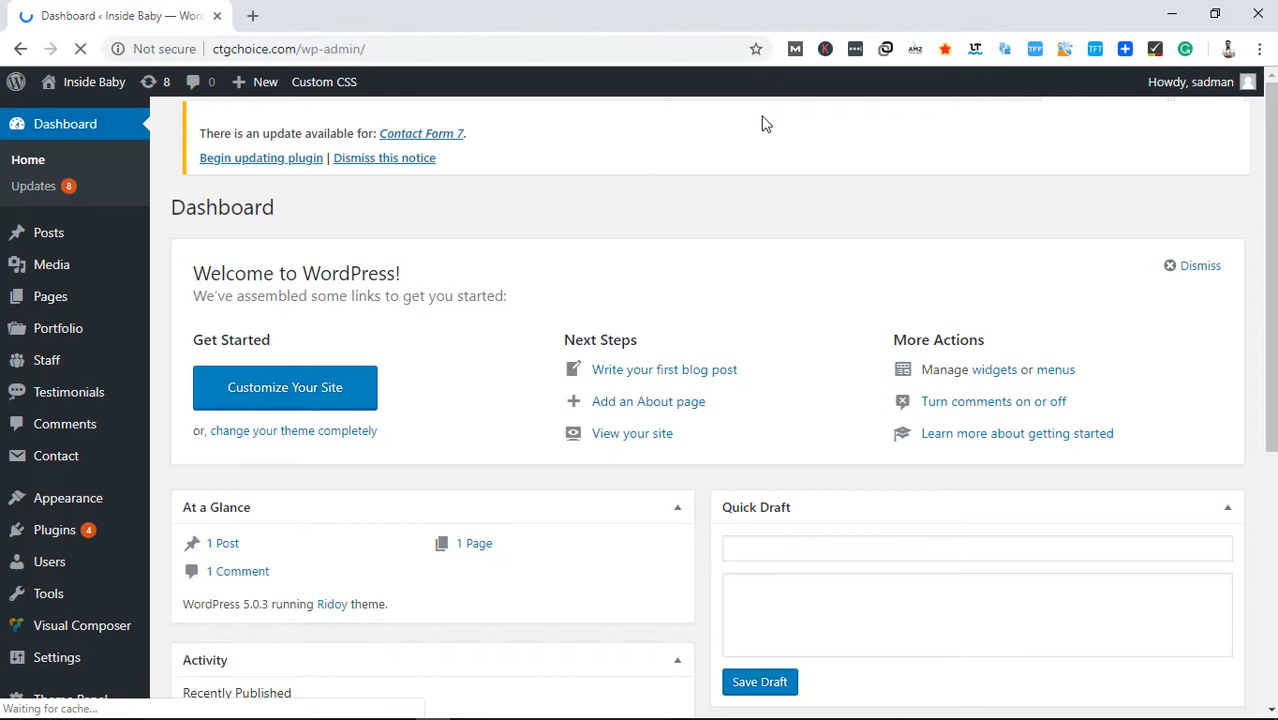 Dashboard ‹ Inside Baby — Wor
Not secure
ctgchoice.com/wp-admin/
Inside Baby
8
0
New
Custom CSS
Howdy, sadman
Dashboard
Home
Updates 8
Posts
Media
Pages
Portfolio
Staff
Testimonials
Comments
Contact
Appearance
Plugins 4
Users
Tools
Visual Composer
Settings
Theme Panel
There is an update available for: Contact Form 7.
Begin updating plugin | Dismiss this notice
Dashboard
Welcome to WordPress!
We've assembled some links to get you started:
Dismiss
Get Started
Customize Your Site
or, change your theme completely
Next Steps
Write your first blog post
Add an About page
View your site
More Actions
Manage widgets or menus
Turn comments on or off
Learn more about getting started
At a Glance
1 Post
1 Page
1 Comment
WordPress 5.0.3 running Ridoy theme.
Activity
Recently Published
Quick Draft
Save Draft
Waiting for cache...